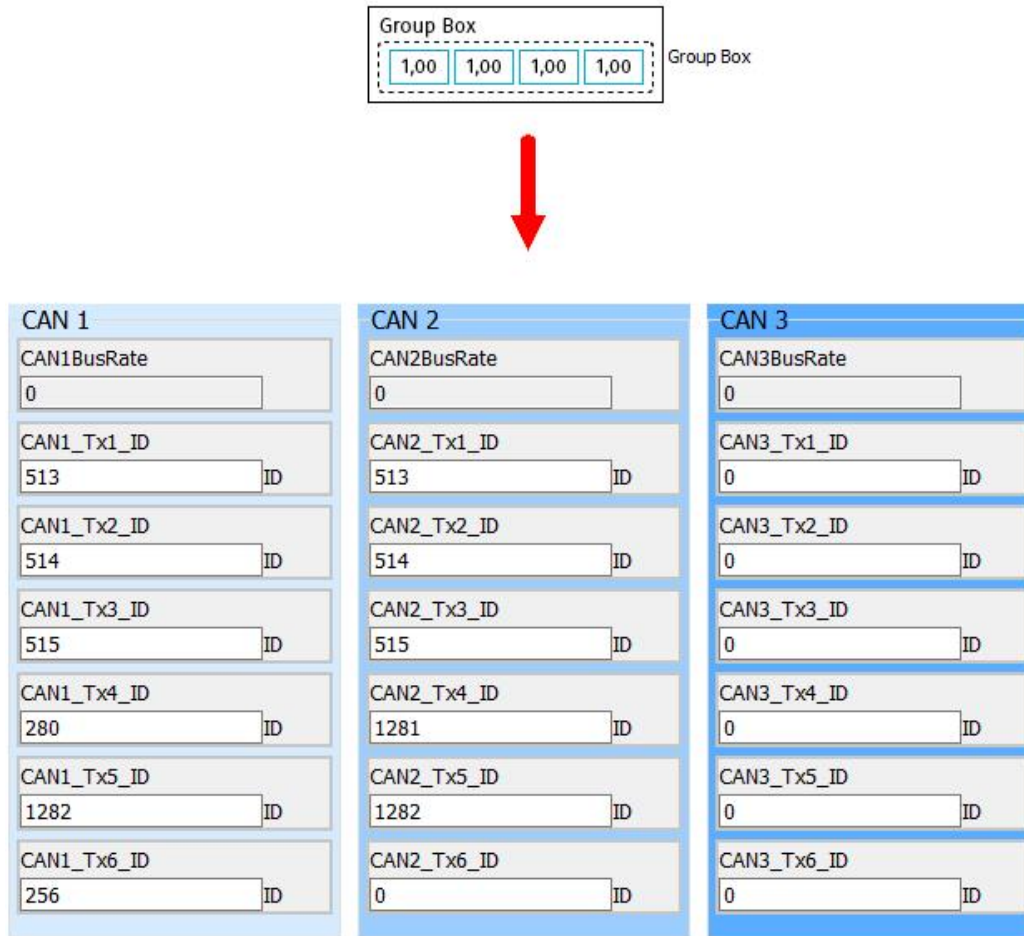 Group Box
1,00 1,00 1,00 1,00
Group Box
CAN 1
CAN1BusRate
0
CAN1_Tx1_ID
513 ID
CAN1_Tx2_ID
514 ID
CAN1_Tx3_ID
515 ID
CAN1_Tx4_ID
280 ID
CAN1_Tx5_ID
1282 ID
CAN1_Tx6_ID
256 ID
CAN 2
CAN2BusRate
0
CAN2_Tx1_ID
513 ID
CAN2_Tx2_ID
514 ID
CAN2_Tx3_ID
515 ID
CAN2_Tx4_ID
1281 ID
CAN2_Tx5_ID
1282 ID
CAN2_Tx6_ID
0 ID
CAN 3
CAN3BusRate
0
CAN3_Tx1_ID
0 ID
CAN3_Tx2_ID
0 ID
CAN3_Tx3_ID
0 ID
CAN3_Tx4_ID
0 ID
CAN3_Tx5_ID
0 ID
CAN3_Tx6_ID
0 ID